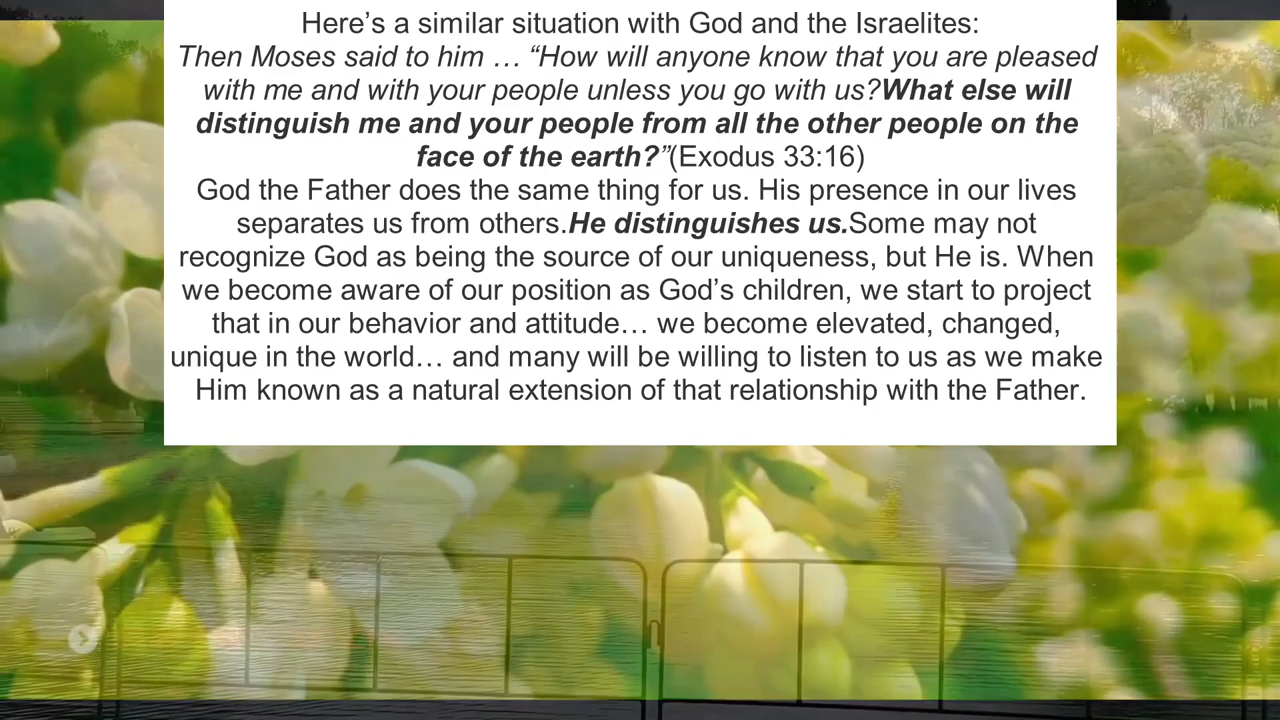 Here’s a similar situation with God and the Israelites:
Then Moses said to him … “How will anyone know that you are pleased
with me and with your people unless you go with us?What else will
distinguish me and your people from all the other people on the
face of the earth?”(Exodus 33:16)
God the Father does the same thing for us. His presence in our lives
separates us from others.He distinguishes us.Some may not
recognize God as being the source of our uniqueness, but He is. When
we become aware of our position as God’s children, we start to project
that in our behavior and attitude… we become elevated, changed,
unique in the world… and many will be willing to listen to us as we make
Him known as a natural extension of that relationship with the Father.